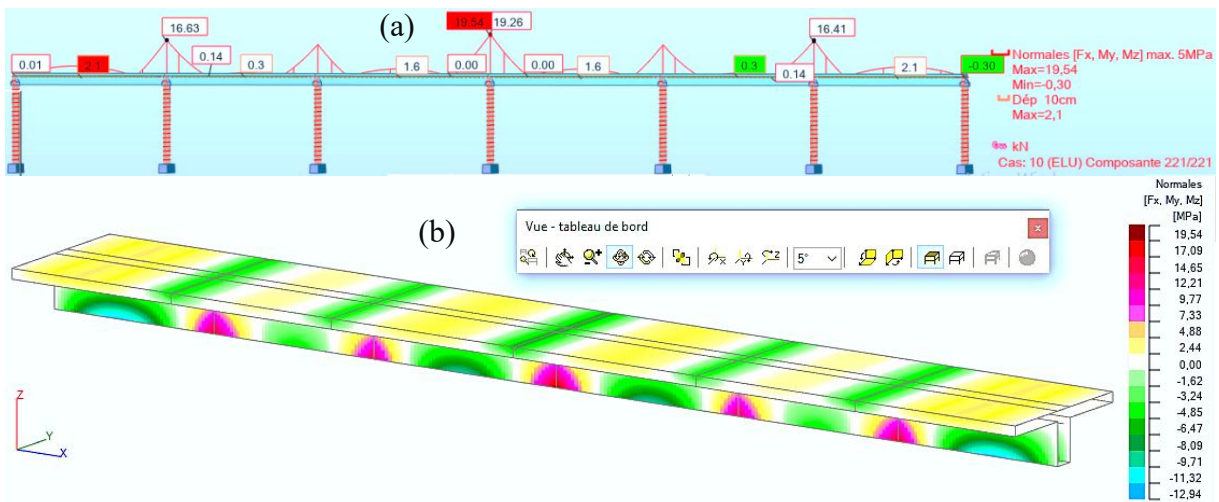 (a)
16.63
19.54 19.26
16.41
0.01 2.1 0.14 0.3 1.6 0.00 0.00 1.6 0.3 0.14 2.1 -0.30
Normales [Fx, My, Mz] max. 5MPa
Max=19,54
Min=-0,30
Dép 10cm
Max=2,1
kN
Cas: 10 (ELU) Composante 221/221
(b)
Vue - tableau de bord
x
z
5°
Normales
[Fx, My, Mz]
[MPa]
19,54
17,09
14,65
12,21
9,77
7,33
4,88
2,44
0,00
-1,62
-3,24
-4,85
-6,47
-8,09
-9,71
-11,32
-12,94
Z
Y
X